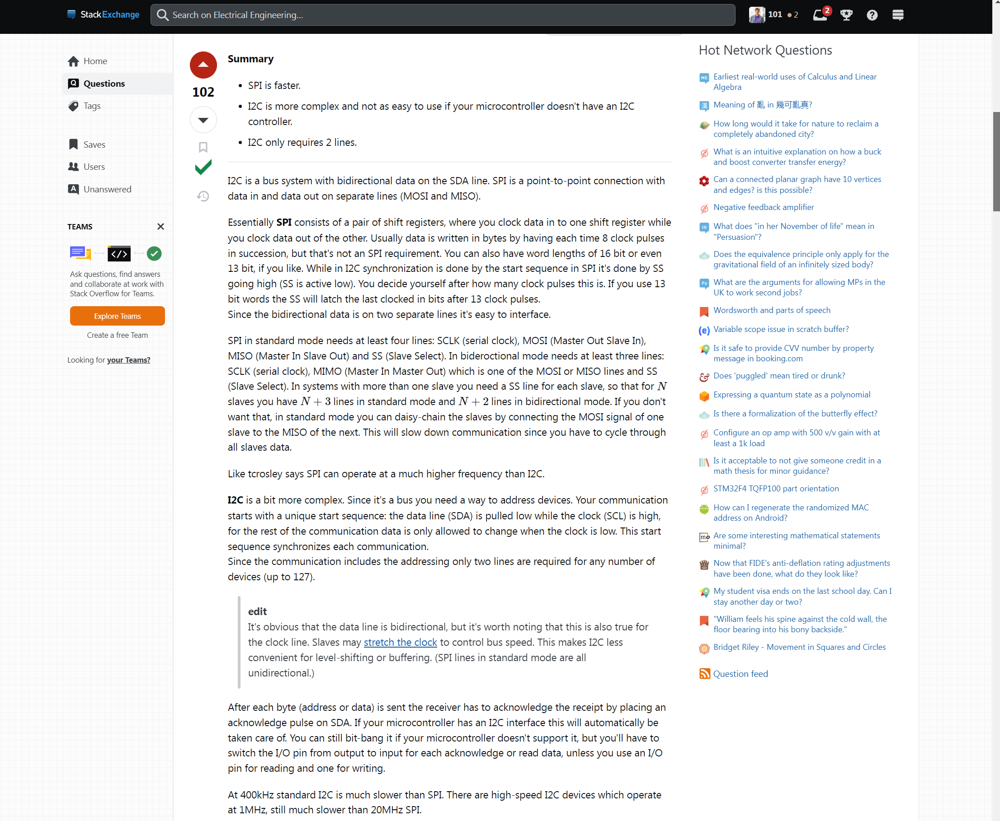 StackExchange
Search on Electrical Engineering...
101
2
2
Home
Questions
Tags
Saves
Users
Unanswered
TEAMS
Ask questions, find answers
and collaborate at work with
Stack Overflow for Teams.
Explore Teams
Create a free Team
Looking for your Teams?
102
Summary
• SPI is faster.
• I2C is more complex and not as easy to use if your microcontroller doesn't have an I2C
controller.
• I2C only requires 2 lines.
I2C is a bus system with bidirectional data on the SDA line. SPI is a point-to-point connection with
data in and data out on separate lines (MOSI and MISO).
Essentially SPI consists of a pair of shift registers, where you clock data in to one shift register while
you clock data out of the other. Usually data is written in bytes by having each time 8 clock pulses
in succession, but that's not an SPI requirement. You can also have word lengths of 16 bit or even
13 bit, if you like. While in I2C synchronization is done by the start sequence in SPI it's done by SS
going high (SS is active low). You decide yourself after how many clock pulses this is. If you use 13
bit words the SS will latch the last clocked in bits after 13 clock pulses.
Since the bidirectional data is on two separate lines it's easy to interface.
SPI in standard mode needs at least four lines: SCLK (serial clock), MOSI (Master Out Slave In),
MISO (Master In Slave Out) and SS (Slave Select). In bideroctional mode needs at least three lines:
SCLK (serial clock), MIMO (Master In Master Out) which is one of the MOSI or MISO lines and SS
(Slave Select). In systems with more than one slave you need a SS line for each slave, so that for N
slaves you have N + 3 lines in standard mode and N + 2 lines in bidirectional mode. If you don't
want that, in standard mode you can daisy-chain the slaves by connecting the MOSI signal of one
slave to the MISO of the next. This will slow down communication since you have to cycle through
all slaves data.
Like tcrosley says SPI can operate at a much higher frequency than I2C.
I2C is a bit more complex. Since it's a bus you need a way to address devices. Your communication
starts with a unique start sequence: the data line (SDA) is pulled low while the clock (SCL) is high,
for the rest of the communication data is only allowed to change when the clock is low. This start
sequence synchronizes each communication.
Since the communication includes the addressing only two lines are required for any number of
devices (up to 127).
edit
It's obvious that the data line is bidirectional, but it's worth noting that this is also true for
the clock line. Slaves may stretch the clock to control bus speed. This makes I2C less
convenient for level-shifting or buffering. (SPI lines in standard mode are all
unidirectional.)
After each byte (address or data) is sent the receiver has to acknowledge the receipt by placing an
acknowledge pulse on SDA. If your microcontroller has an I2C interface this will automatically be
taken care of. You can still bit-bang it if your microcontroller doesn't support it, but you'll have to
switch the I/O pin from output to input for each acknowledge or read data, unless you use an I/O
pin for reading and one for writing.
At 400kHz standard I2C is much slower than SPI. There are high-speed I2C devices which operate
at 1MHz, still much slower than 20MHz SPI.
Hot Network Questions
Earliest real-world uses of Calculus and Linear
Algebra
Meaning of 亂 in 幾可亂真?
How long would it take for nature to reclaim a
completely abandoned city?
What is an intuitive explanation on how a buck
and boost converter transfer energy?
Can a connected planar graph have 10 vertices
and edges? is this possible?
Negative feedback amplifier
What does "in her November of life" mean in
"Persuasion"?
Does the equivalence principle only apply for the
gravitational field of an infinitely sized body?
What are the arguments for allowing MPs in the
UK to work second jobs?
Wordsworth and parts of speech
Variable scope issue in scratch buffer?
Is it safe to provide CVV number by property
message in booking.com
Does 'puggled' mean tired or drunk?
Expressing a quantum state as a polynomial
Is there a formalization of the butterfly effect?
Configure an op amp with 500 v/v gain with at
least a 1k load
Is it acceptable to not give someone credit in a
math thesis for minor guidance?
STM32F4 TQFP100 part orientation
How can I regenerate the randomized MAC
address on Android?
Are some interesting mathematical statements
minimal?
Now that FIDE's anti-deflation rating adjustments
have been done, what do they look like?
My student visa ends on the last school day. Can I
stay another day or two?
"William feels his spine against the cold wall, the
floor bearing into his bony backside."
Bridget Riley - Movement in Squares and Circles
Question feed